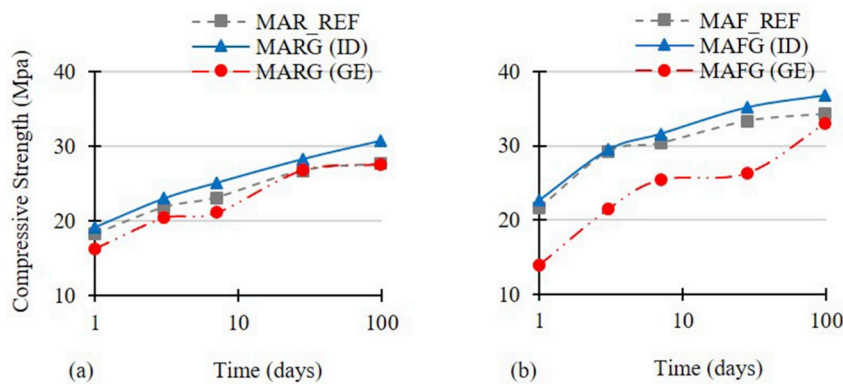 MAR_REF
MARG (ID)
MARG (GE)
Compressive Strength (Mpa)
40
30
20
10
1
10
100
(a)
Time (days)
MAF_REF
MAFG (ID)
MAFG (GE)
40
30
20
10
1
10
100
(b)
Time (days)